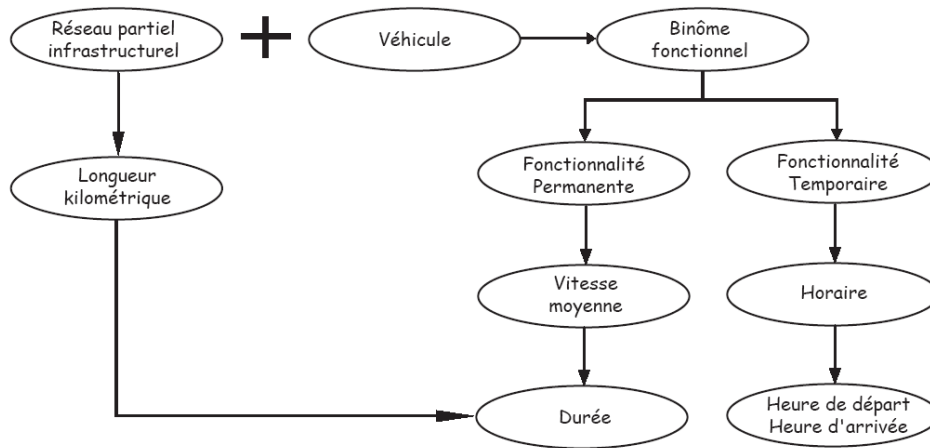 Réseau partiel
infrastructurel
+
Véhicule
Binôme
fonctionnel
Longueur
kilométrique
Fonctionnalité
Permanente
Fonctionnalité
Temporaire
Vitesse
moyenne
Horaire
Durée
Heure de départ
Heure d'arrivée